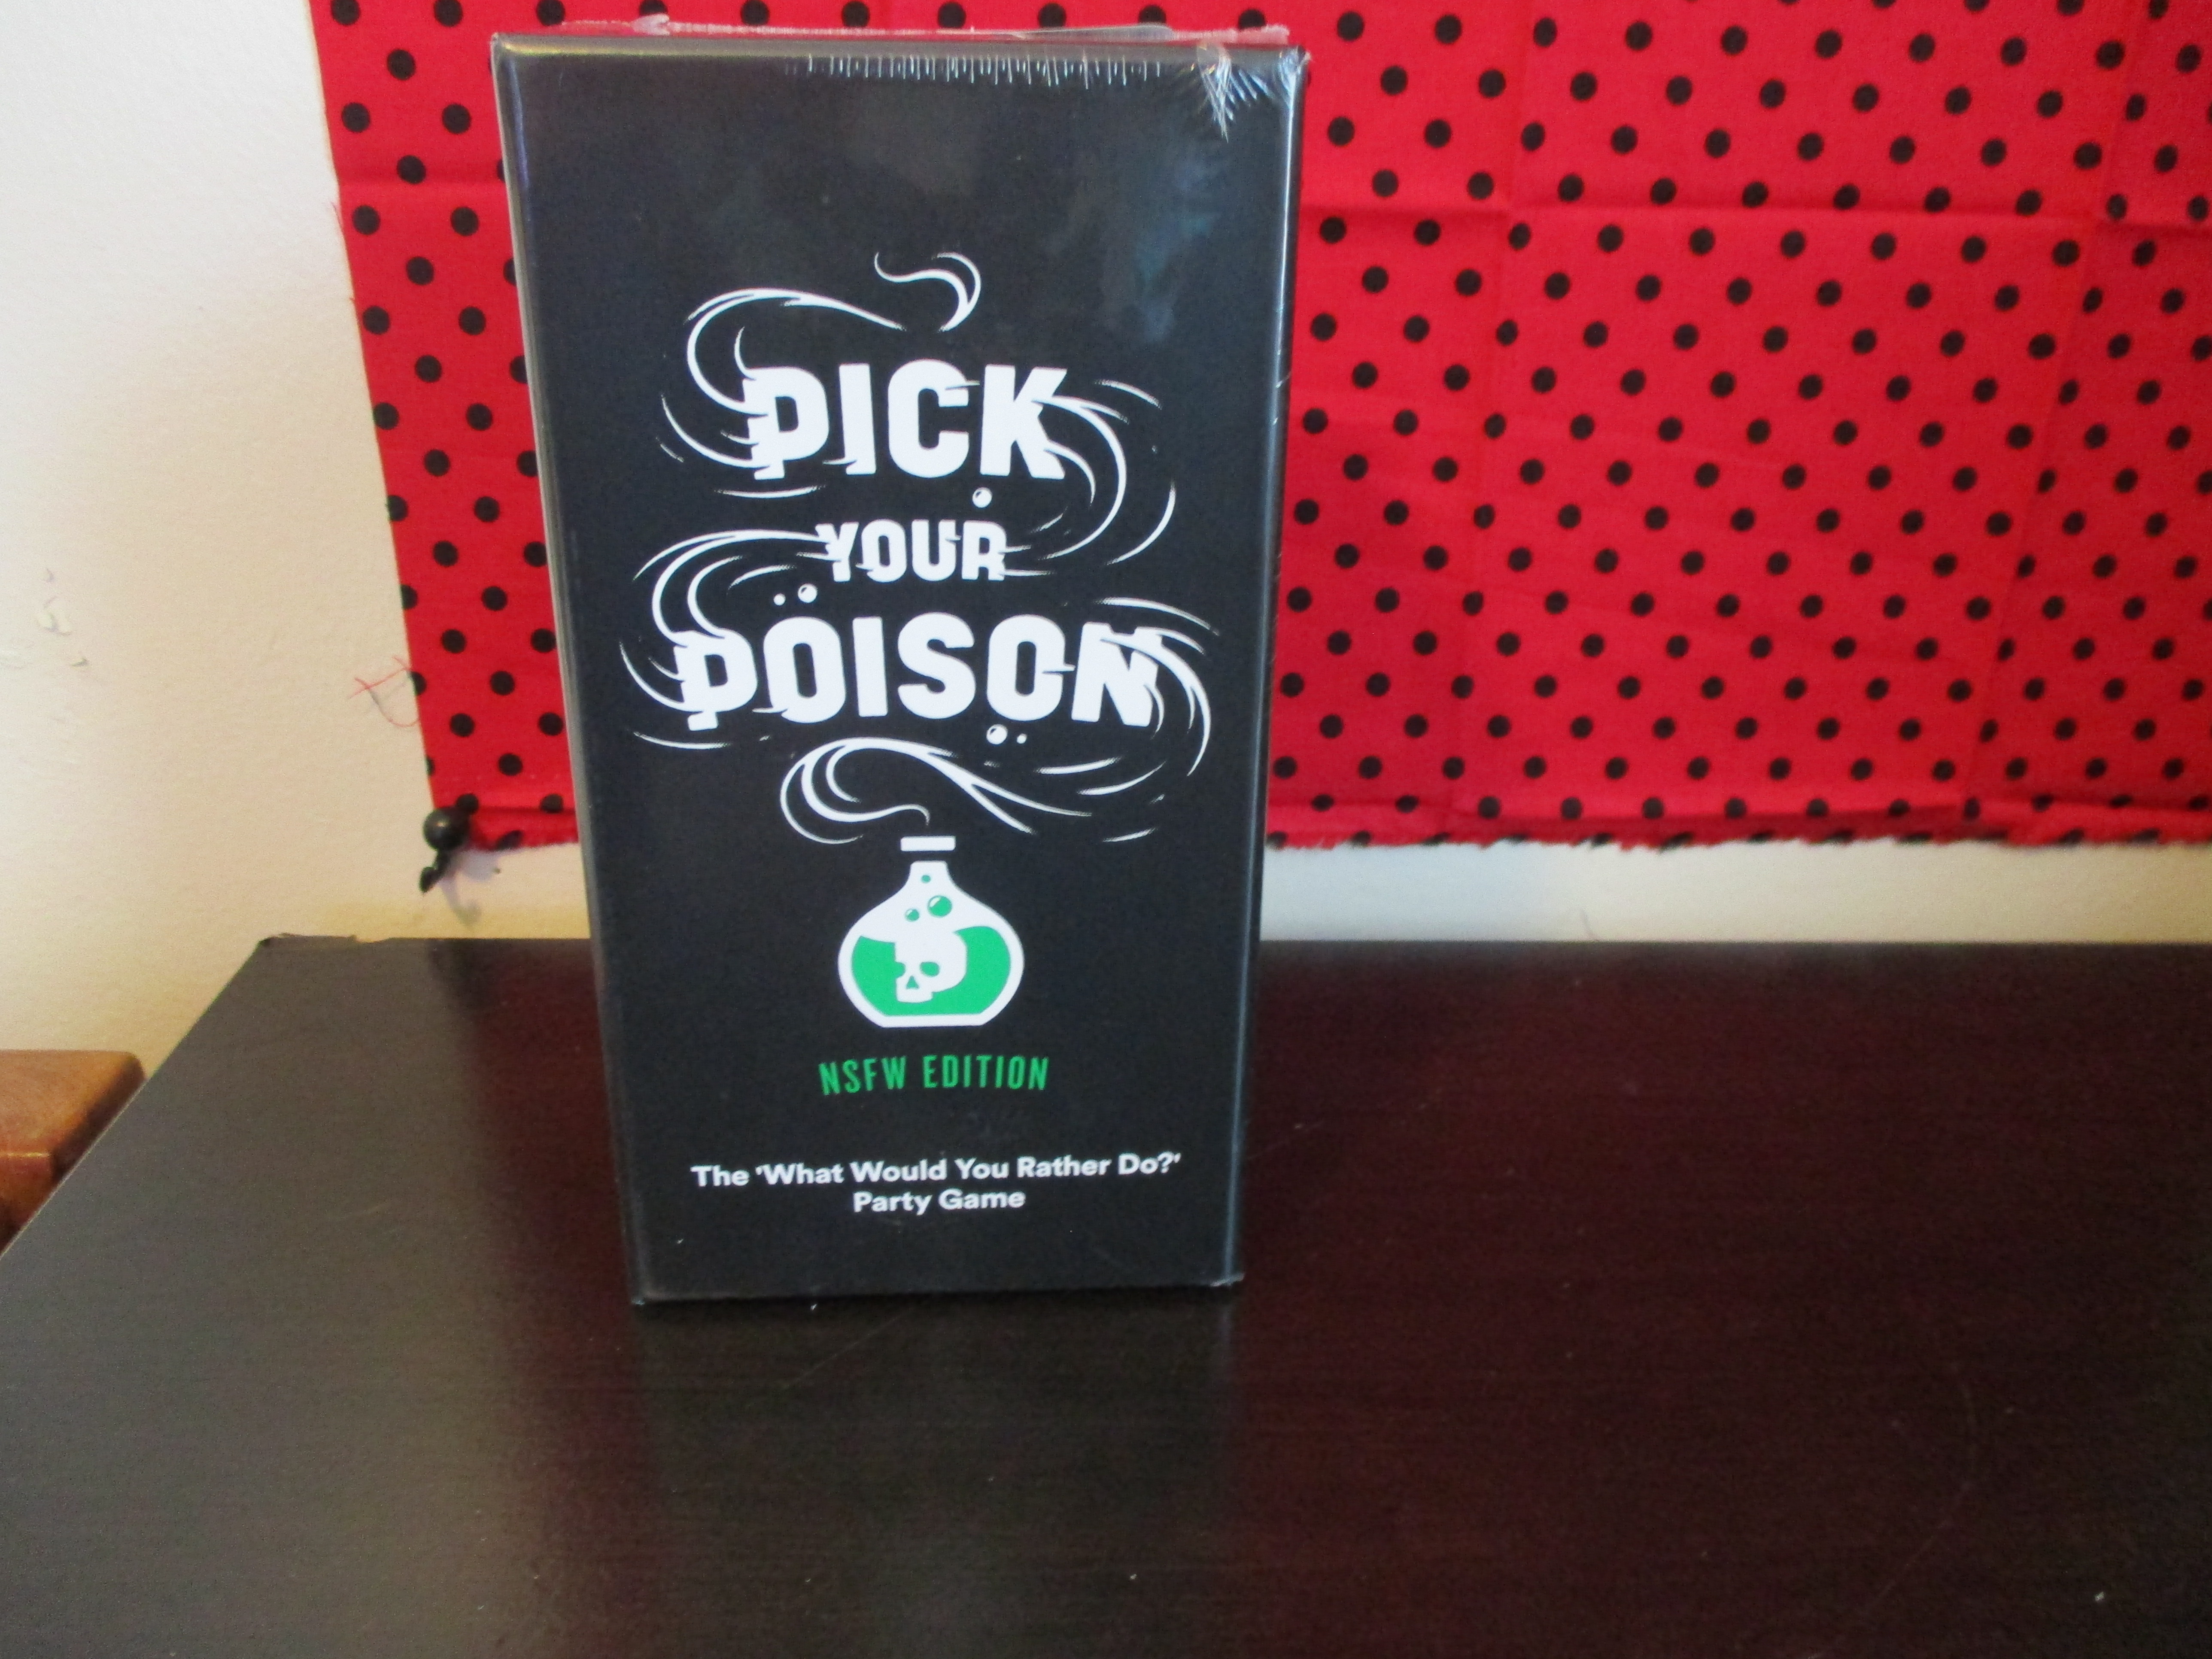 PICK
YOUR
POISON
NSFW EDITION
The 'What Would You Rather Do?'
Party Game